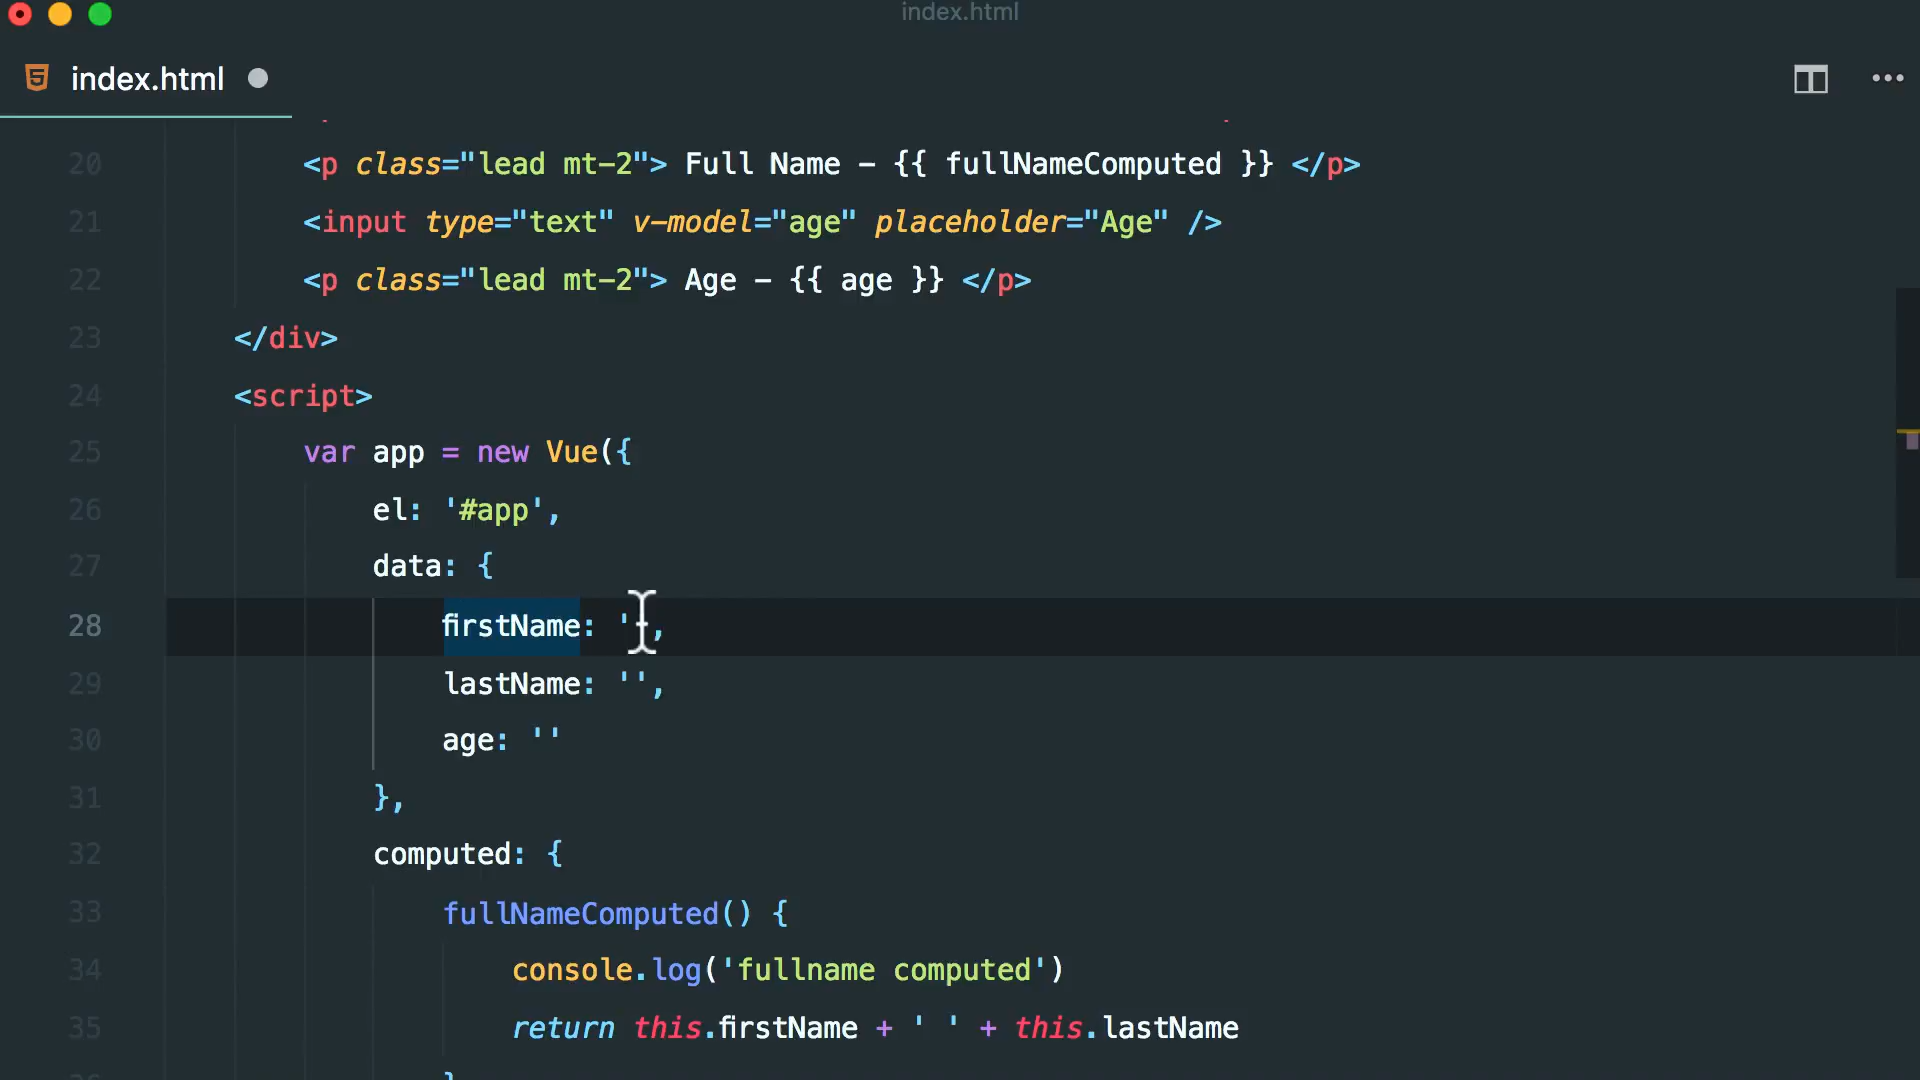 index.html
index.html
20 <p class="lead mt-2"> Full Name - {{ fullNameComputed }} </p>
21 <input type="text" v-model="age" placeholder="Age" />
22 <p class="lead mt-2"> Age - {{ age }} </p>
23 </div>
24 <script>
25 var app = new Vue({
26 el: '#app',
27 data: {
28 firstName: '',
29 lastName: '',
30 age: ''
31 },
32 computed: {
33 fullNameComputed() {
34 console.log('fullname computed')
35 return this.firstName + ' ' + this.lastName